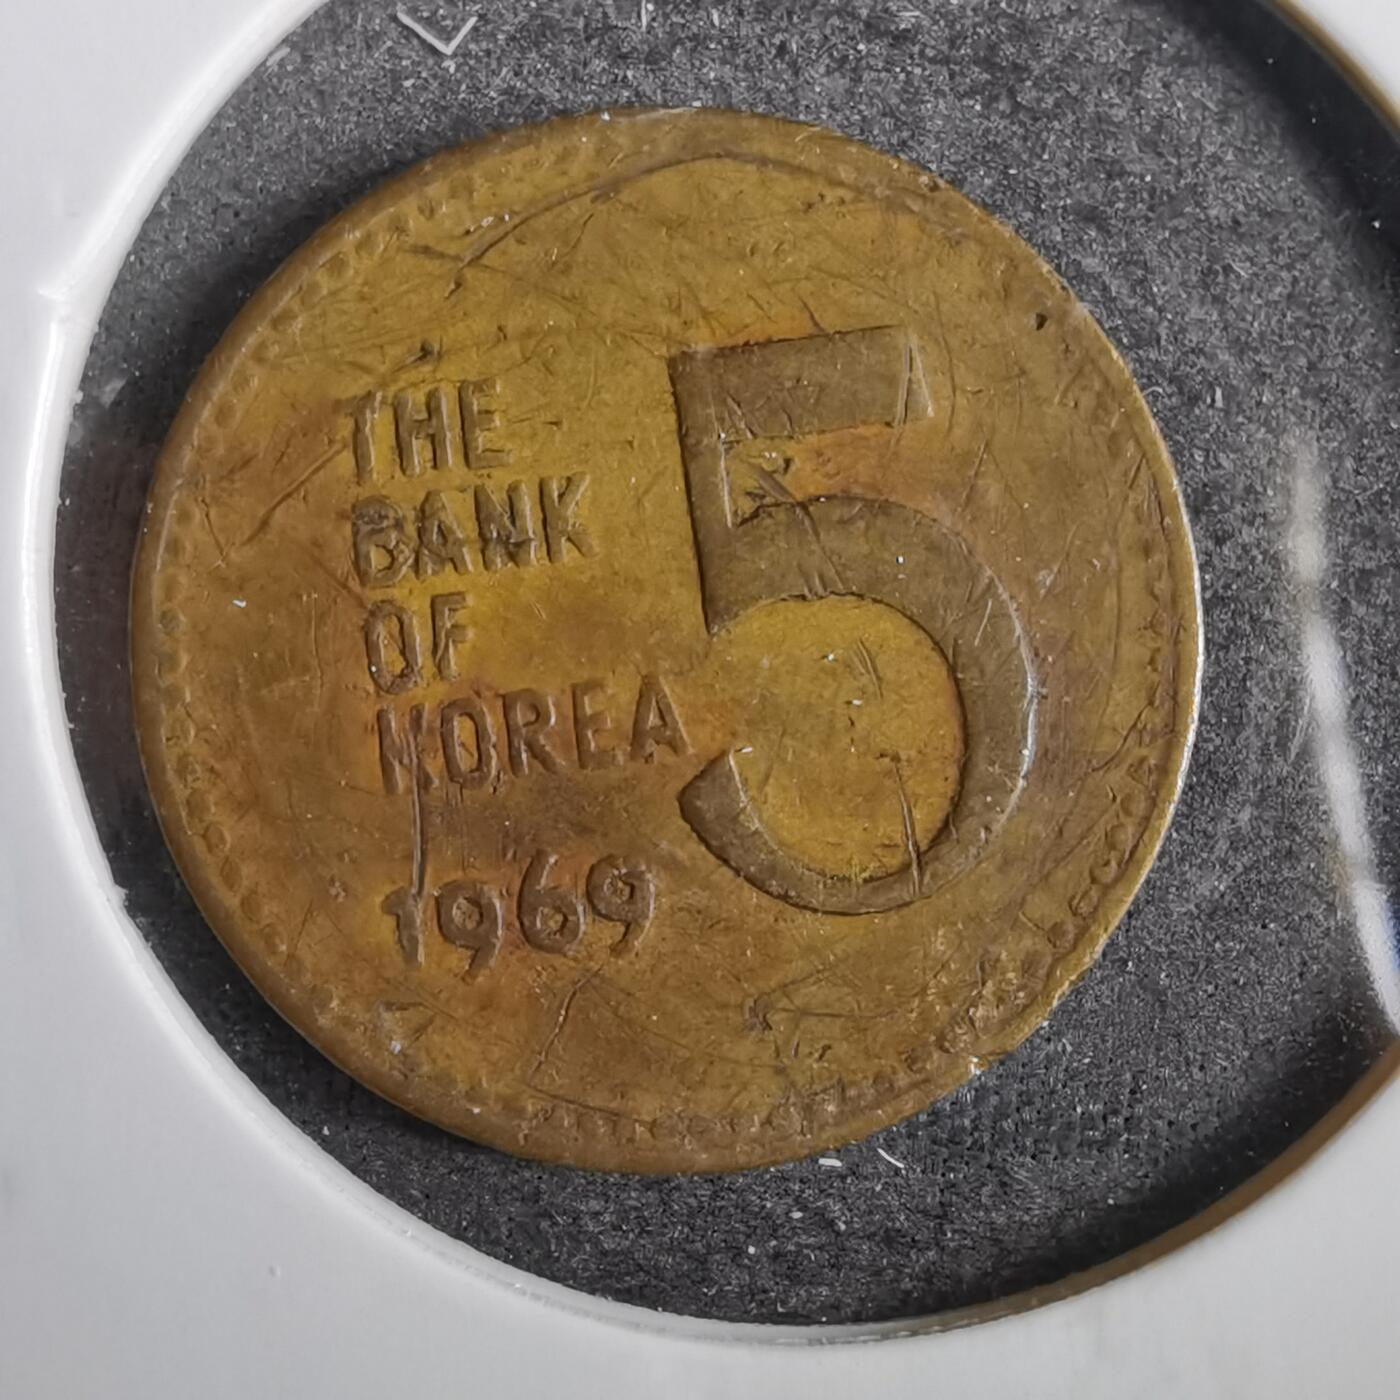 THE
BANK
OF
KOREA
1969
5